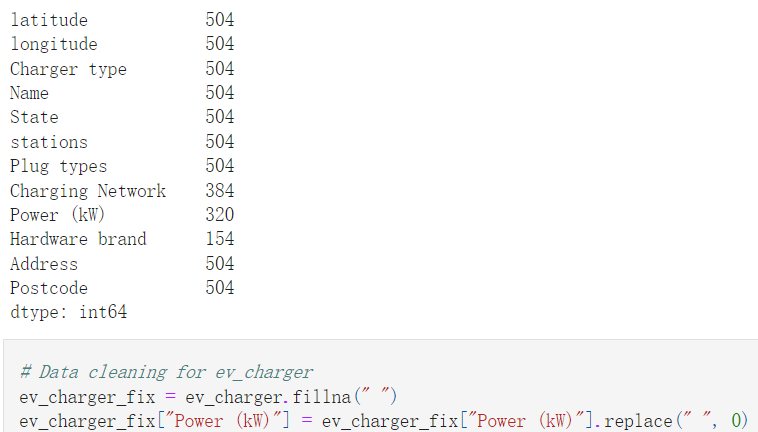 latitude 504
longitude 504
Charger type 504
Name 504
State 504
stations 504
Plug types 504
Charging Network 384
Power (kW) 320
Hardware brand 154
Address 504
Postcode 504
dtype: int64
# Data cleaning for ev_charger
ev_charger_fix = ev_charger.fillna(" ")
ev_charger_fix["Power (kW)"] = ev_charger_fix["Power (kW)"].replace(" ", 0)